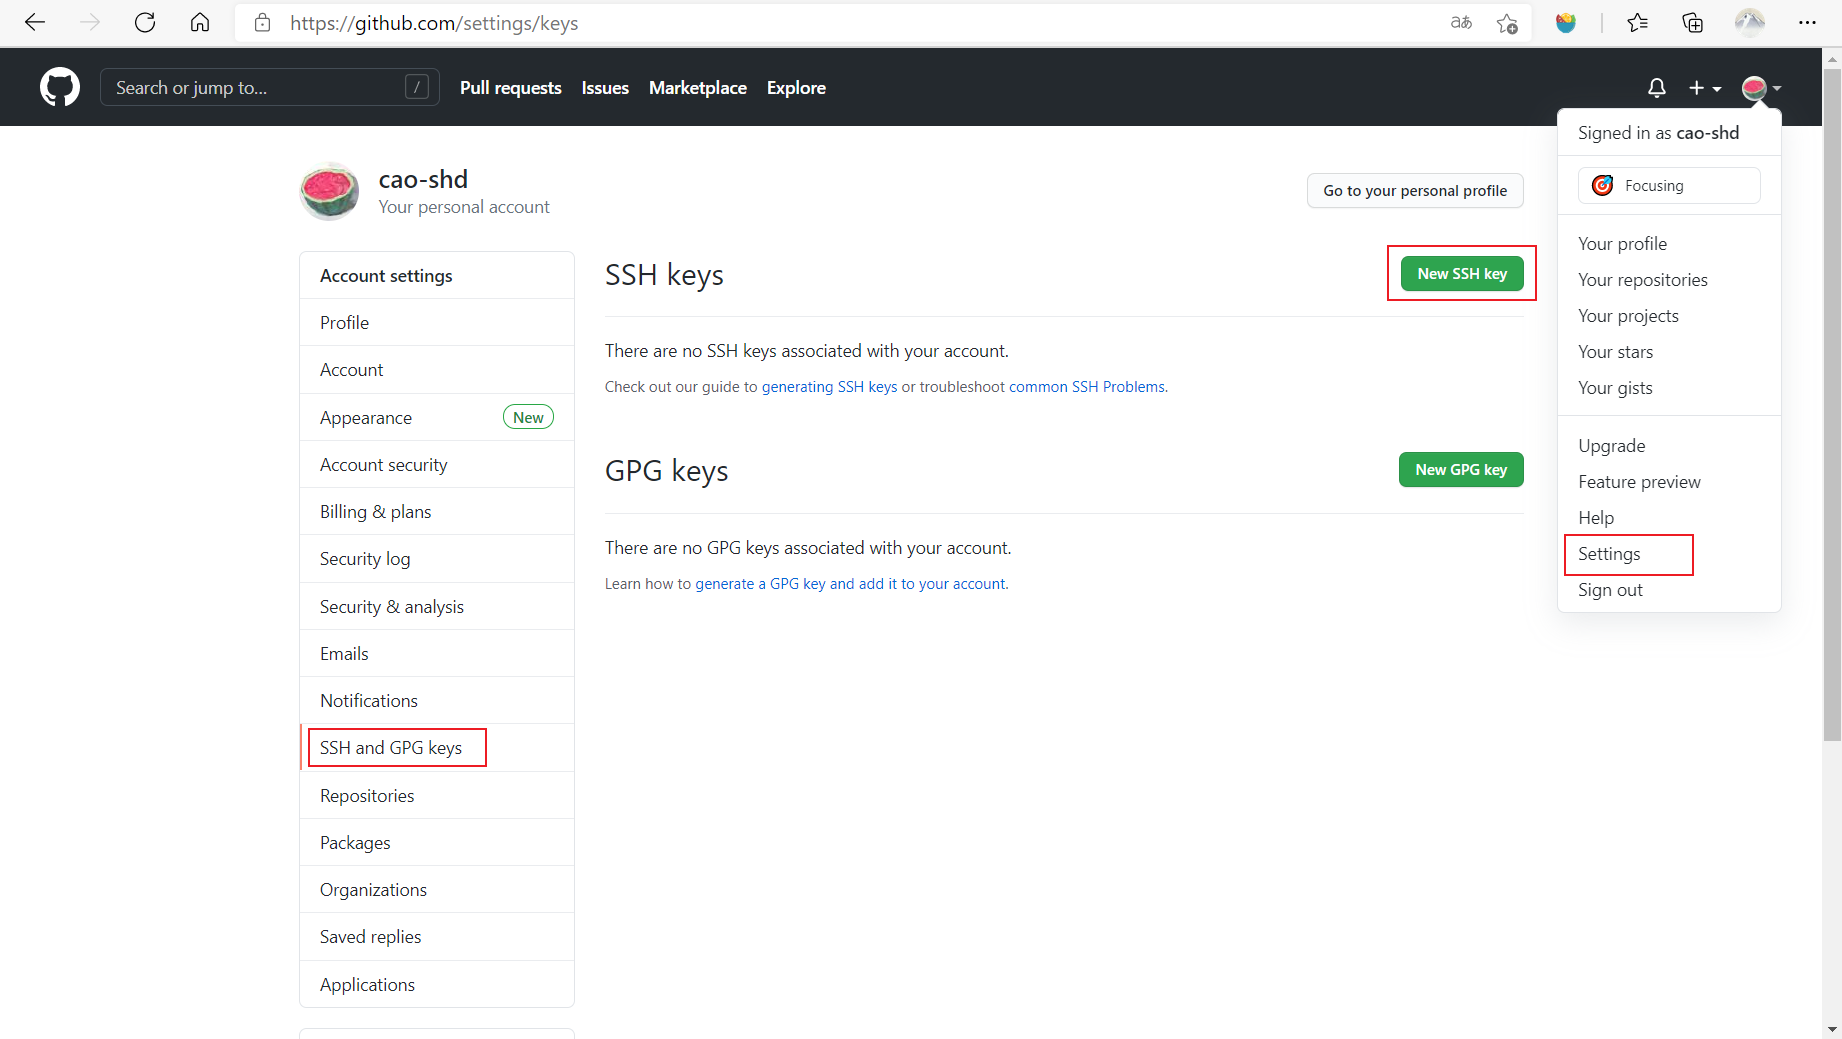 https://github.com/settings/keys
aあ
Search or jump to...
/
Pull requests
Issues
Marketplace
Explore
Signed in as cao-shd
Focusing
Your profile
Your repositories
Your projects
Your stars
Your gists
Upgrade
Feature preview
Help
Settings
Sign out
cao-shd
Your personal account
Go to your personal profile
Account settings
Profile
Account
Appearance
New
Account security
Billing & plans
Security log
Security & analysis
Emails
Notifications
SSH and GPG keys
Repositories
Packages
Organizations
Saved replies
Applications
SSH keys
New SSH key
There are no SSH keys associated with your account.
Check out our guide to generating SSH keys or troubleshoot common SSH Problems.
GPG keys
New GPG key
There are no GPG keys associated with your account.
Learn how to generate a GPG key and add it to your account.